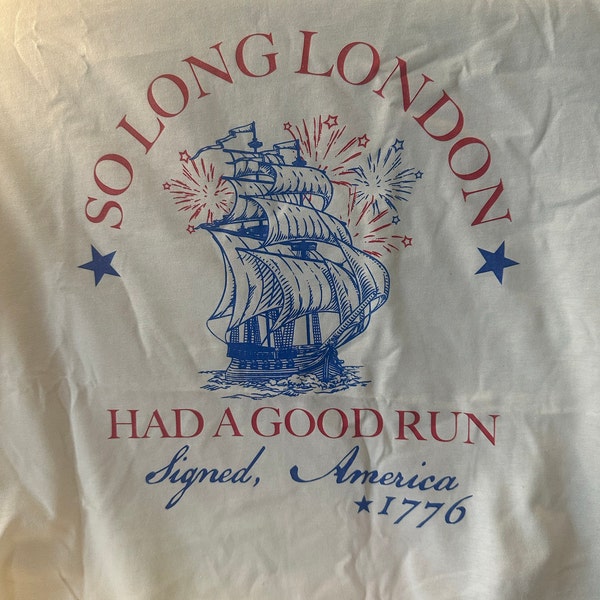 SO LONG LONDON
HAD A GOOD RUN
Signed, America
★1776